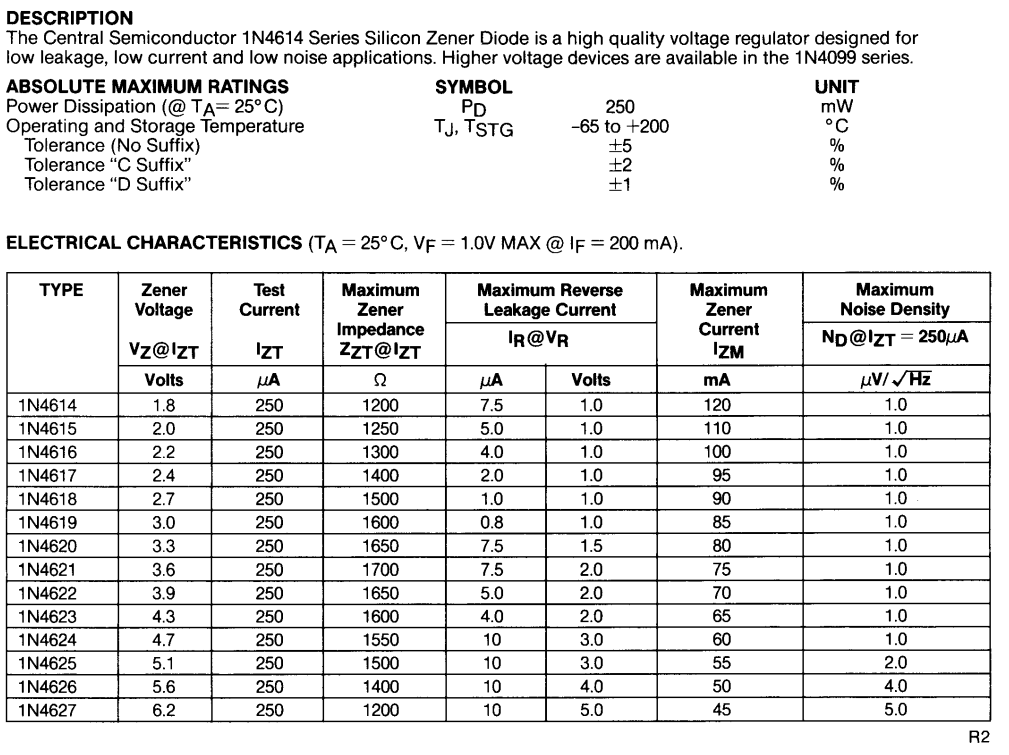 DESCRIPTION
The Central Semiconductor 1N4614 Series Silicon Zener Diode is a high quality voltage regulator designed for
low leakage, low current and low noise applications. Higher voltage devices are available in the 1N4099 series.
ABSOLUTE MAXIMUM RATINGS SYMBOL UNIT
Power Dissipation (@ TA= 25°C) PD 250 mW
Operating and Storage Temperature TJ, TSTG -65 to +200 °C
Tolerance (No Suffix) ±5 %
Tolerance “C Suffix” ±2 %
Tolerance “D Suffix” ±1 %
ELECTRICAL CHARACTERISTICS (TA = 25°C, VF = 1.0V MAX @ IF = 200 mA).
TYPE Zener Test Maximum Maximum Reverse Maximum Maximum
Voltage Current Zener Leakage Current Zener Noise Density
Impedance Current
VZ@IZT IZT ZZT@IZT IR@VR IZM ND@IZT = 250μA
Volts μA Ω μA Volts mA μV/√Hz
1N4614 1.8 250 1200 7.5 1.0 120 1.0
1N4615 2.0 250 1250 5.0 1.0 110 1.0
1N4616 2.2 250 1300 4.0 1.0 100 1.0
1N4617 2.4 250 1400 2.0 1.0 95 1.0
1N4618 2.7 250 1500 1.0 1.0 90 1.0
1N4619 3.0 250 1600 0.8 1.0 85 1.0
1N4620 3.3 250 1650 7.5 1.5 80 1.0
1N4621 3.6 250 1700 7.5 2.0 75 1.0
1N4622 3.9 250 1650 5.0 2.0 70 1.0
1N4623 4.3 250 1600 4.0 2.0 65 1.0
1N4624 4.7 250 1550 10 3.0 60 1.0
1N4625 5.1 250 1500 10 3.0 55 2.0
1N4626 5.6 250 1400 10 4.0 50 4.0
1N4627 6.2 250 1200 10 5.0 45 5.0
R2